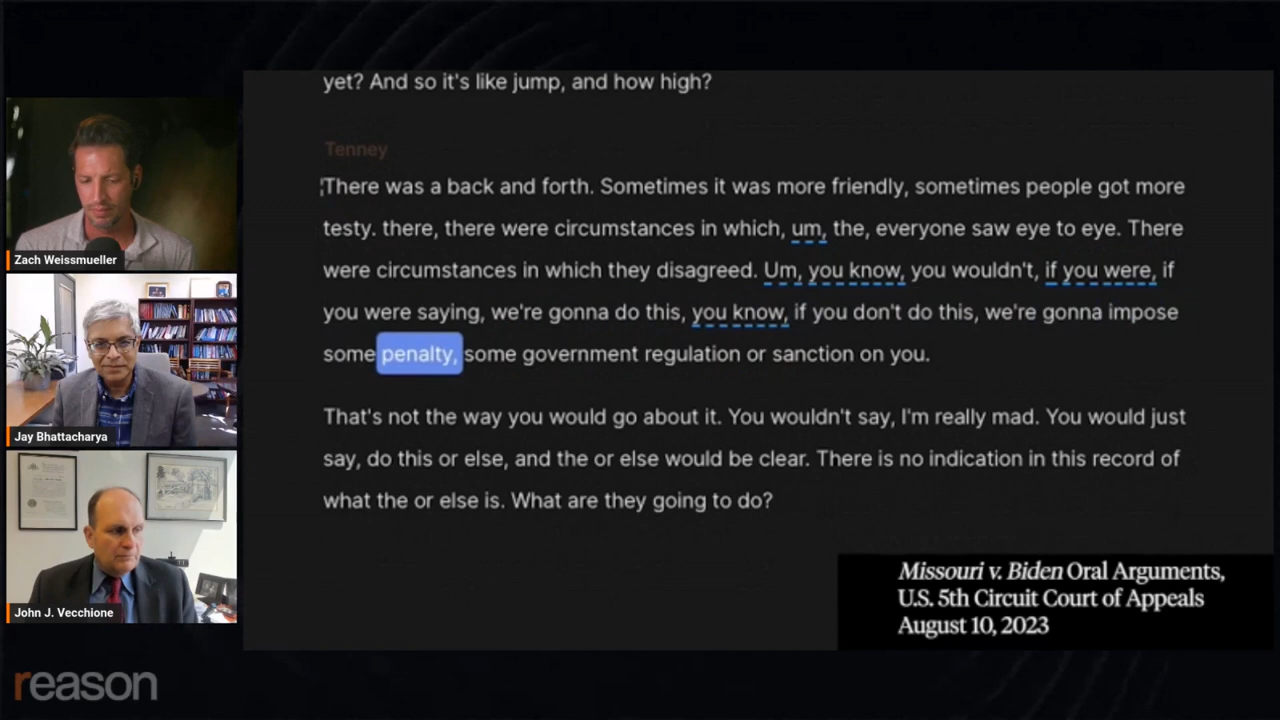 yet? And so it's like jump, and how high?
Tenney
There was a back and forth. Sometimes it was more friendly, sometimes people got more
testy. there, there were circumstances in which, um, the, everyone saw eye to eye. There
were circumstances in which they disagreed. Um, you know, you wouldn't, if you were, if
you were saying, we're gonna do this, you know, if you don't do this, we're gonna impose
some penalty, some government regulation or sanction on you.
That's not the way you would go about it. You wouldn't say, I'm really mad. You would just
say, do this or else, and the or else would be clear. There is no indication in this record of
what the or else is. What are they going to do?
Zach Weissmueller
Jay Bhattacharya
John J. Vecchione
Missouri v. Biden Oral Arguments,
U.S. 5th Circuit Court of Appeals
August 10, 2023
reason